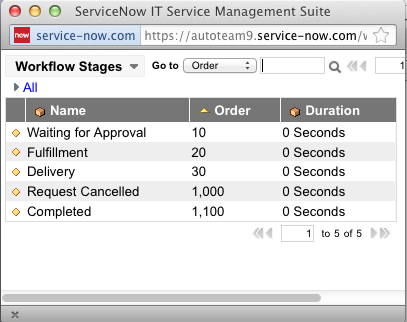 ServiceNow IT Service Management Suite
now service-now.com https://autoteam9.service-now.com/
Workflow Stages Go to Order 1
All
Name Order Duration
Waiting for Approval 10 0 Seconds
Fulfillment 20 0 Seconds
Delivery 30 0 Seconds
Request Cancelled 1,000 0 Seconds
Completed 1,100 0 Seconds
1 to 5 of 5